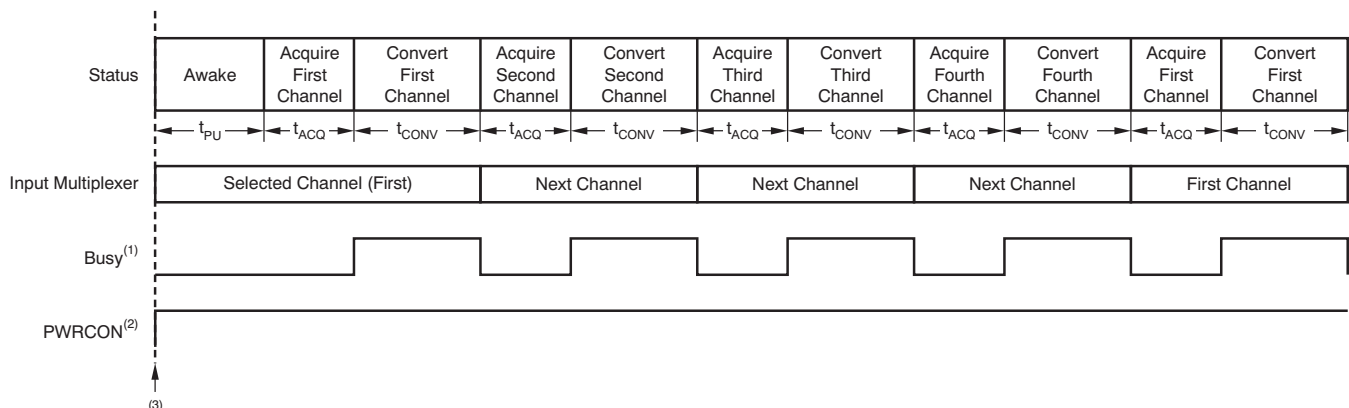 Status
Awake
Acquire
First
Channel
Convert
First
Channel
Acquire
Second
Channel
Convert
Second
Channel
Acquire
Third
Channel
Convert
Third
Channel
Acquire
Fourth
Channel
Convert
Fourth
Channel
Acquire
First
Channel
Convert
First
Channel
tPU
tACQ
tCONV
tACQ
tCONV
tACQ
tCONV
tACQ
tCONV
tACQ
tCONV
Input Multiplexer
Selected Channel (First)
Next Channel
Next Channel
Next Channel
First Channel
Busy(1)
PWRCON(2)
(3)